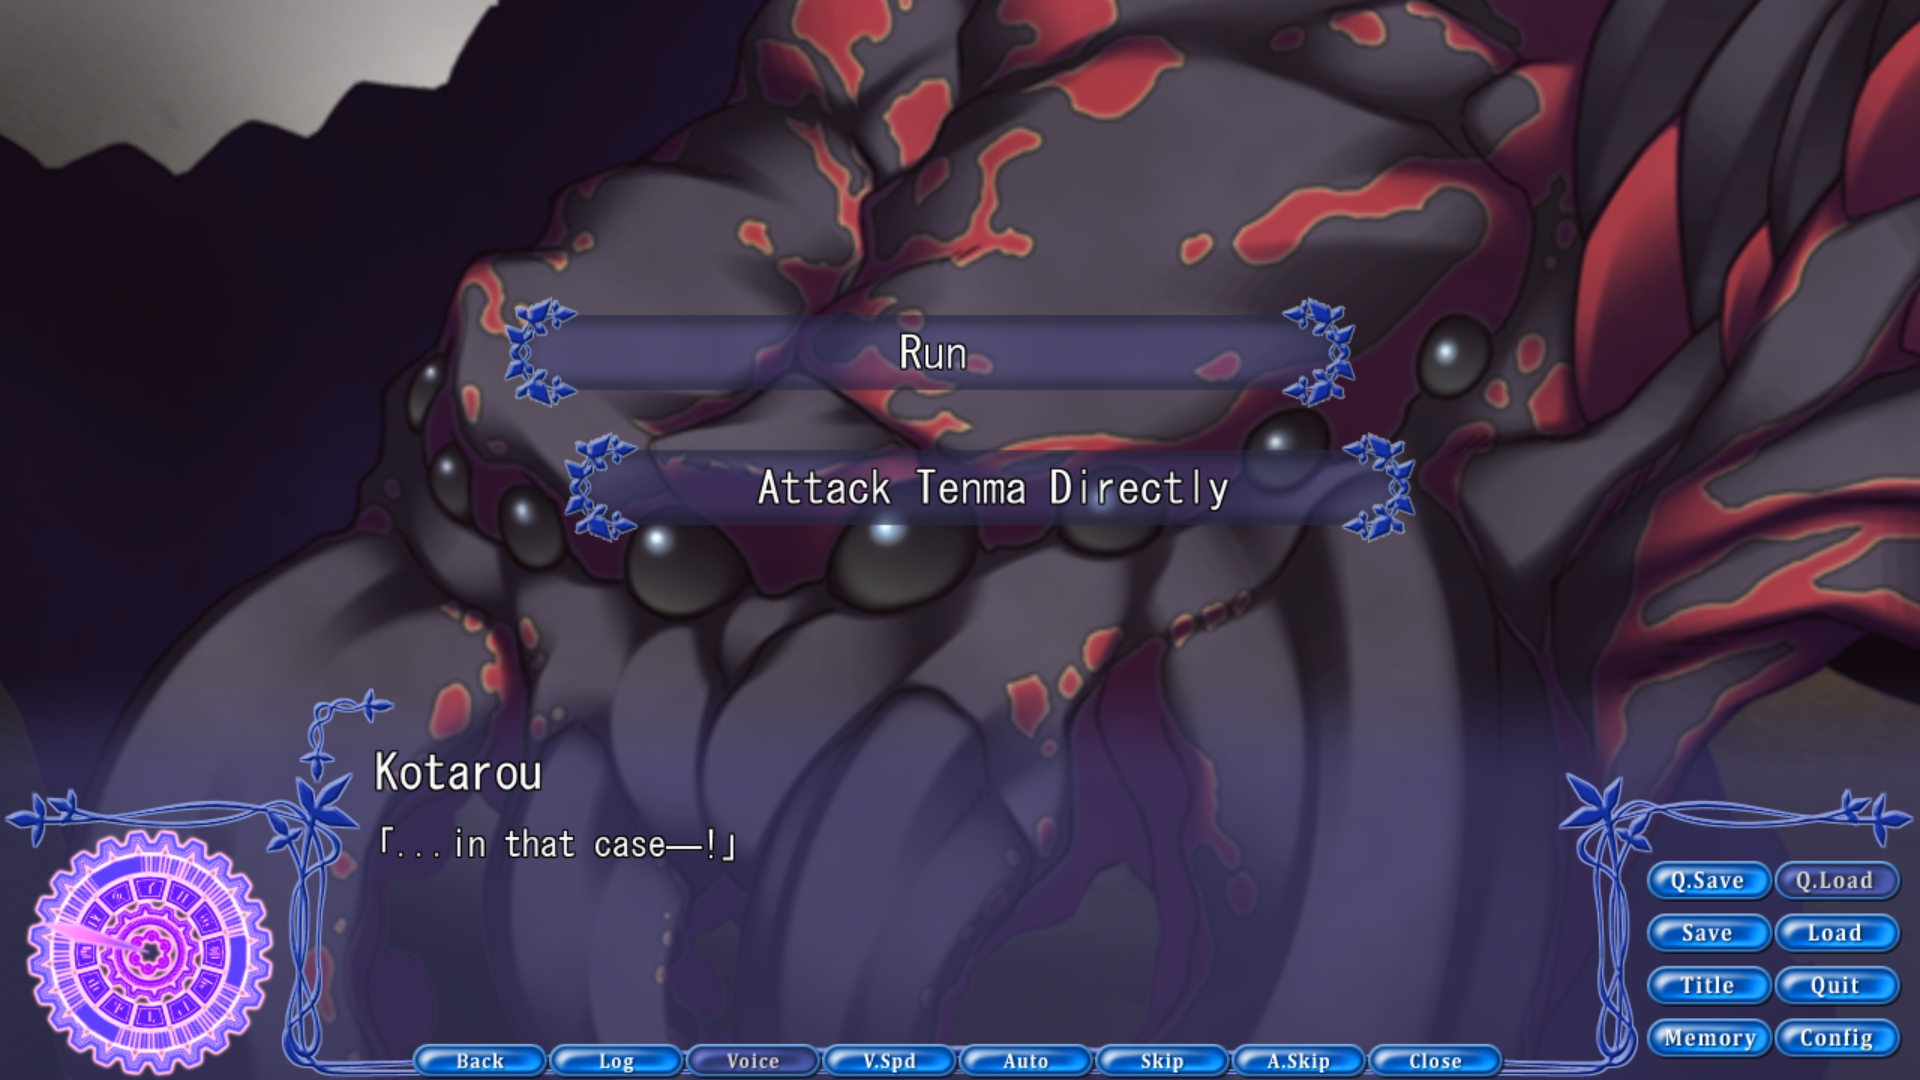 Run
Attack Tenma Directly
Kotarou
「...in that case―!」
Q.Save
Q.Load
Save
Load
Title
Quit
Memory
Config
Back
Log
Voice
V.Spd
Auto
Skip
A.Skip
Close